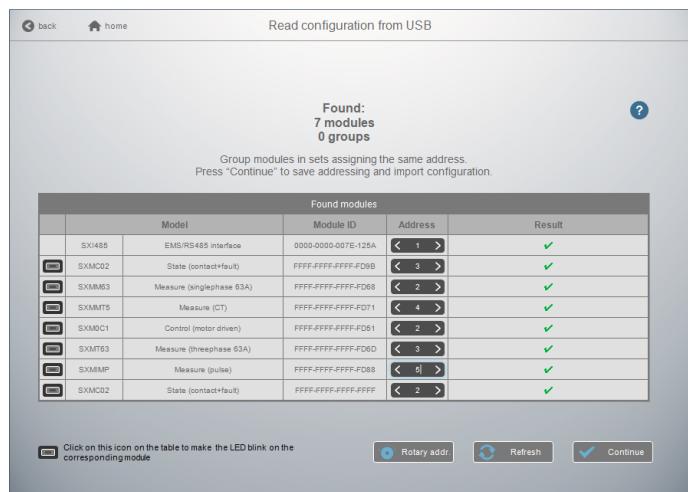 back home Read configuration from USB
Found:
7 modules
0 groups
?
Group modules in sets assigning the same address.
Press "Continue" to save addressing and import configuration.
Found modules
Model Module ID Address Result
SXI485 EMS/RS485 interface 0000-0000-007E-125A 1
SXMC02 State (contact+fault) FFFF-FFFF-FFFF-FD9B 3
SXMM63 Measure (singlephase 63A) FFFF-FFFF-FFFF-FD68 2
SXMMT5 Measure (CT) FFFF-FFFF-FFFF-FD71 4
SXM0C1 Control (motor driven) FFFF-FFFF-FFFF-FD51 2
SXMT63 Measure (threephase 63A) FFFF-FFFF-FFFF-FD6D 3
SXMIMP Measure (pulse) FFFF-FFFF-FFFF-FD88 5
SXMC02 State (contact+fault) FFFF-FFFF-FFFF-FFFF 2
Click on this icon on the table to make the LED blink on the
corresponding module
Rotary addr. Refresh Continue